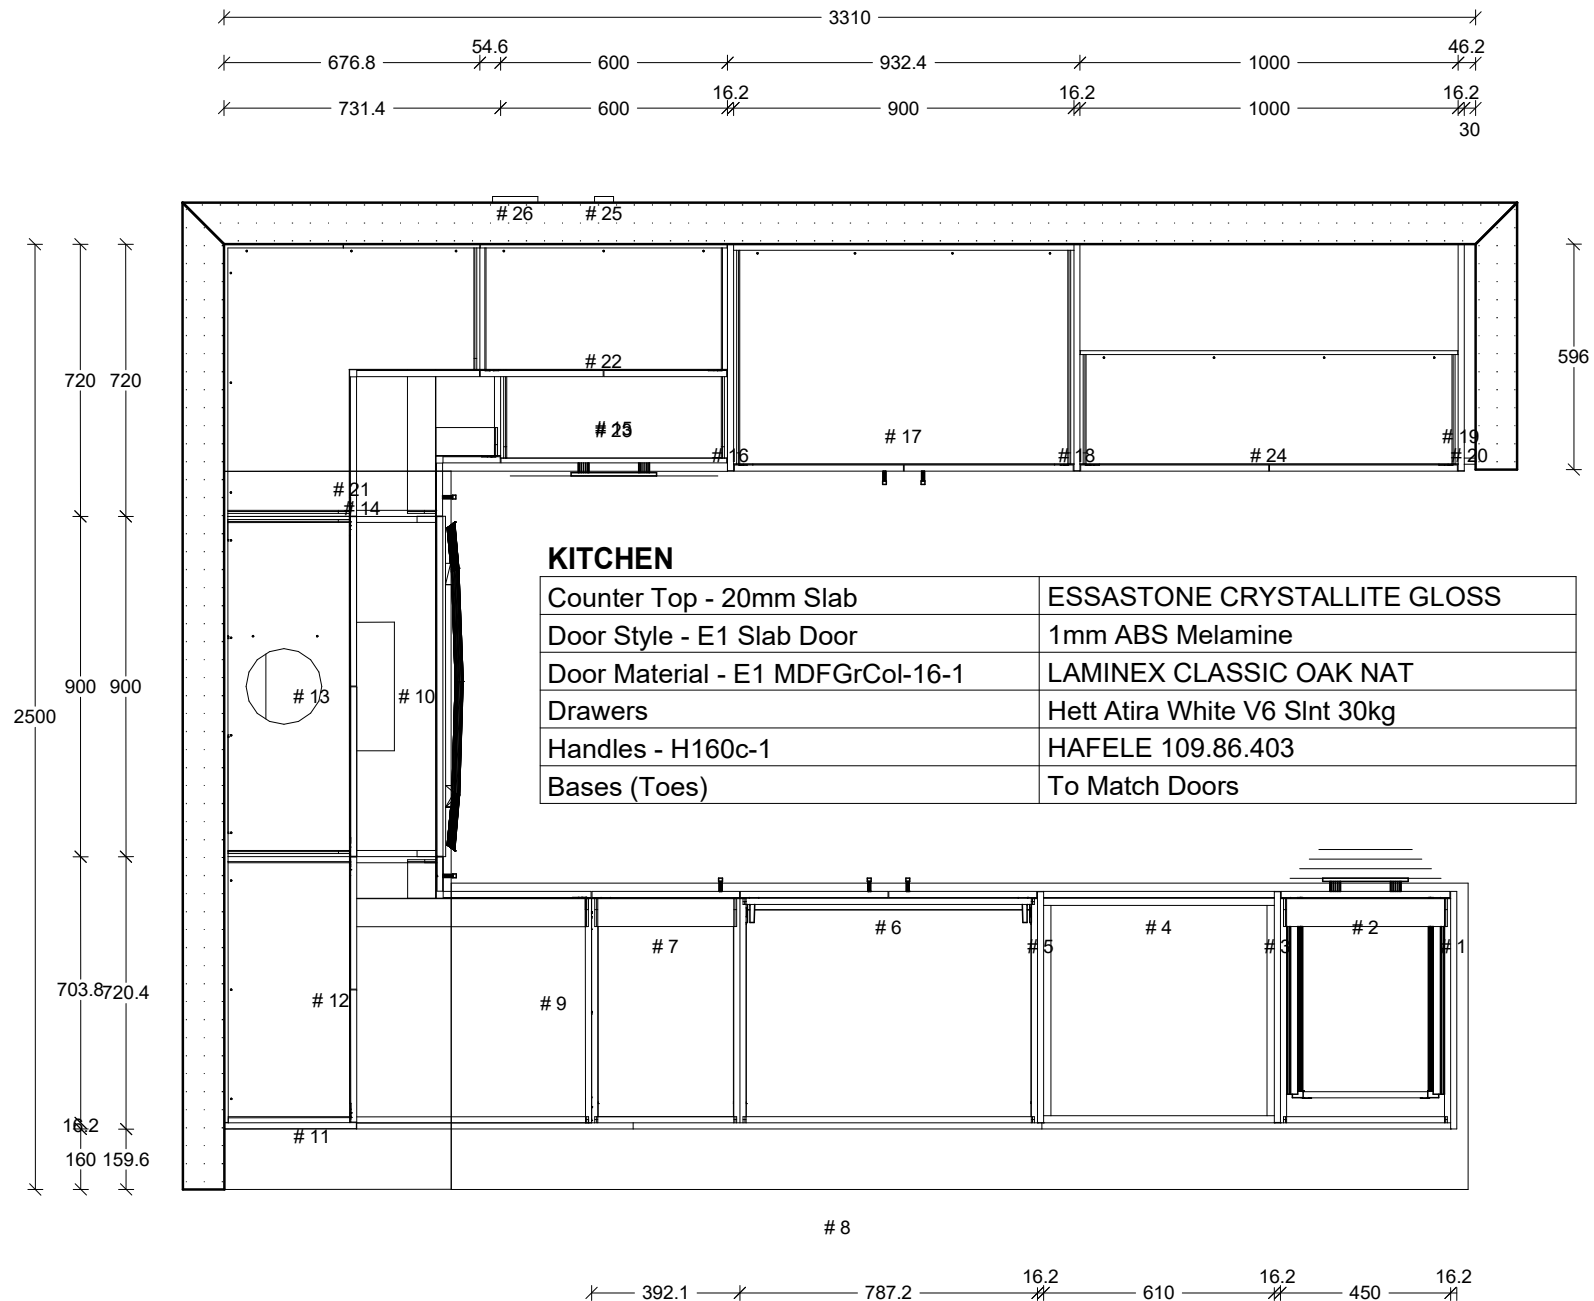 3310
54.6 46.2
676.8 600 932.4 1000
16.2 16.2 16.2
731.4 600 900 1000
30
# 26 # 25
596
# 22
720 720
# 15
# 23
# 17
# 19
# 16 # 18 # 24 # 20
# 21
# 14
KITCHEN
Counter Top - 20mm Slab ESSASTONE CRYSTALLITE GLOSS
Door Style - E1 Slab Door 1mm ABS Melamine
Door Material - E1 MDFGrCol-16-1 LAMINEX CLASSIC OAK NAT
900 900 # 13 # 10
2500
Drawers Hett Atira White V6 Slnt 30kg
Handles - H160c-1 HAFELE 109.86.403
Bases (Toes) To Match Doors
# 6 # 4 # 2
# 7 # 5 # 3 # 1
703.8 720.4 # 12 # 9
16.2
# 11
160 159.6
# 8
16.2 16.2 16.2
392.1 787.2 610 450